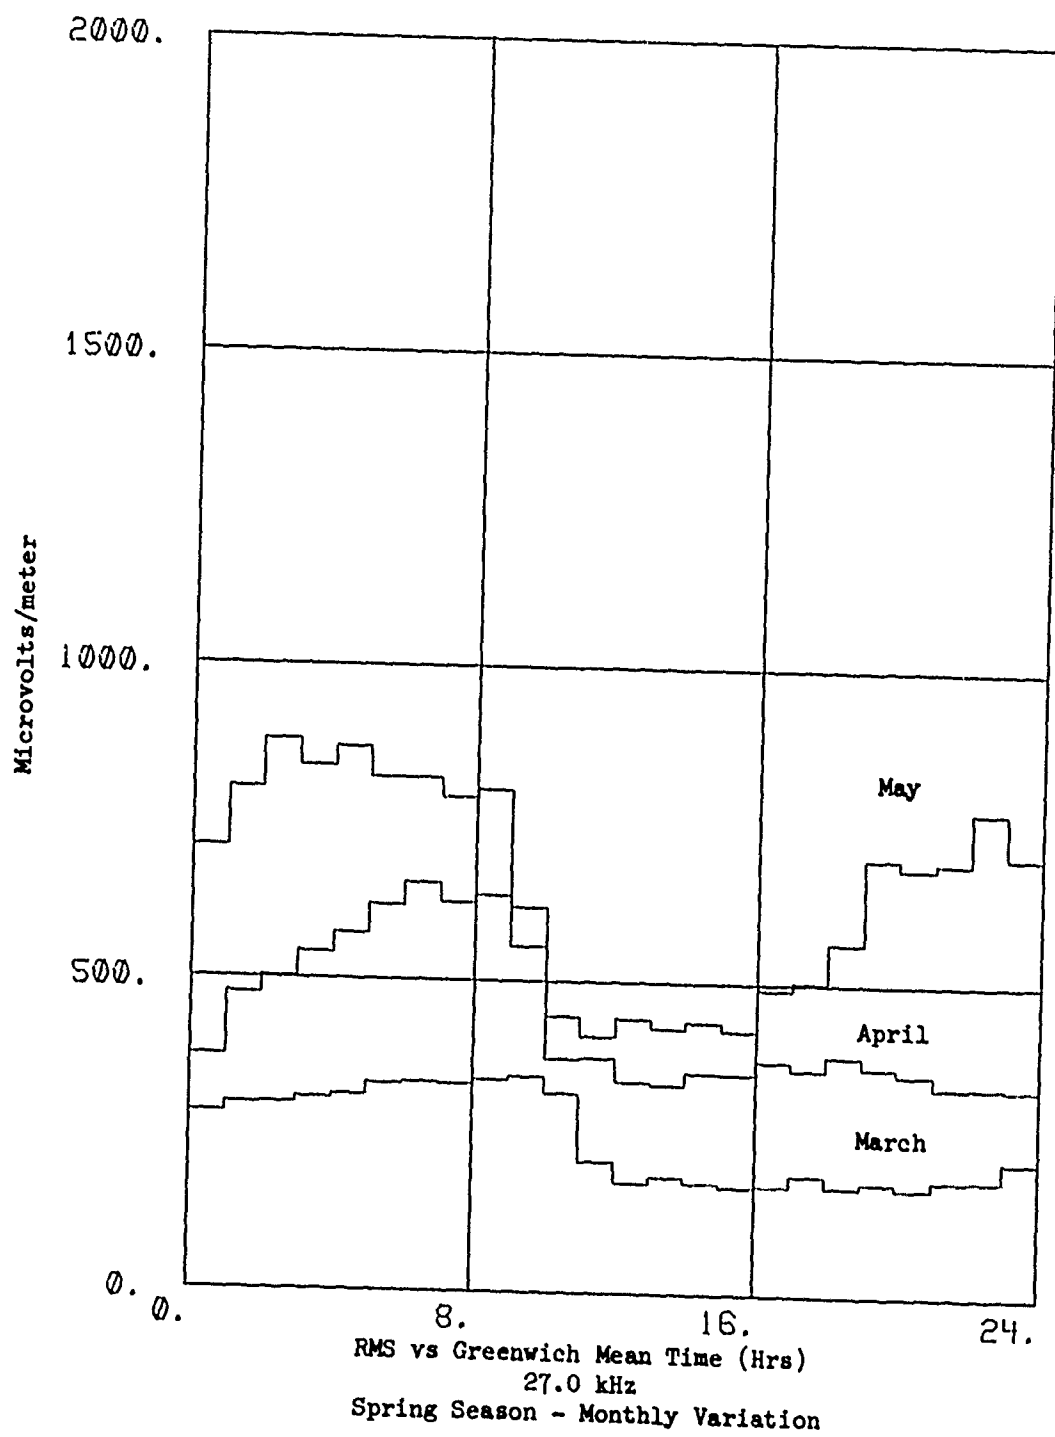 2000.
1500.
Microvolts/meter
1000.
May
500.
April
March
0.
0.
8.
16.
24.
RMS vs Greenwich Mean Time (Hrs)
27.0 kHz
Spring Season - Monthly Variation